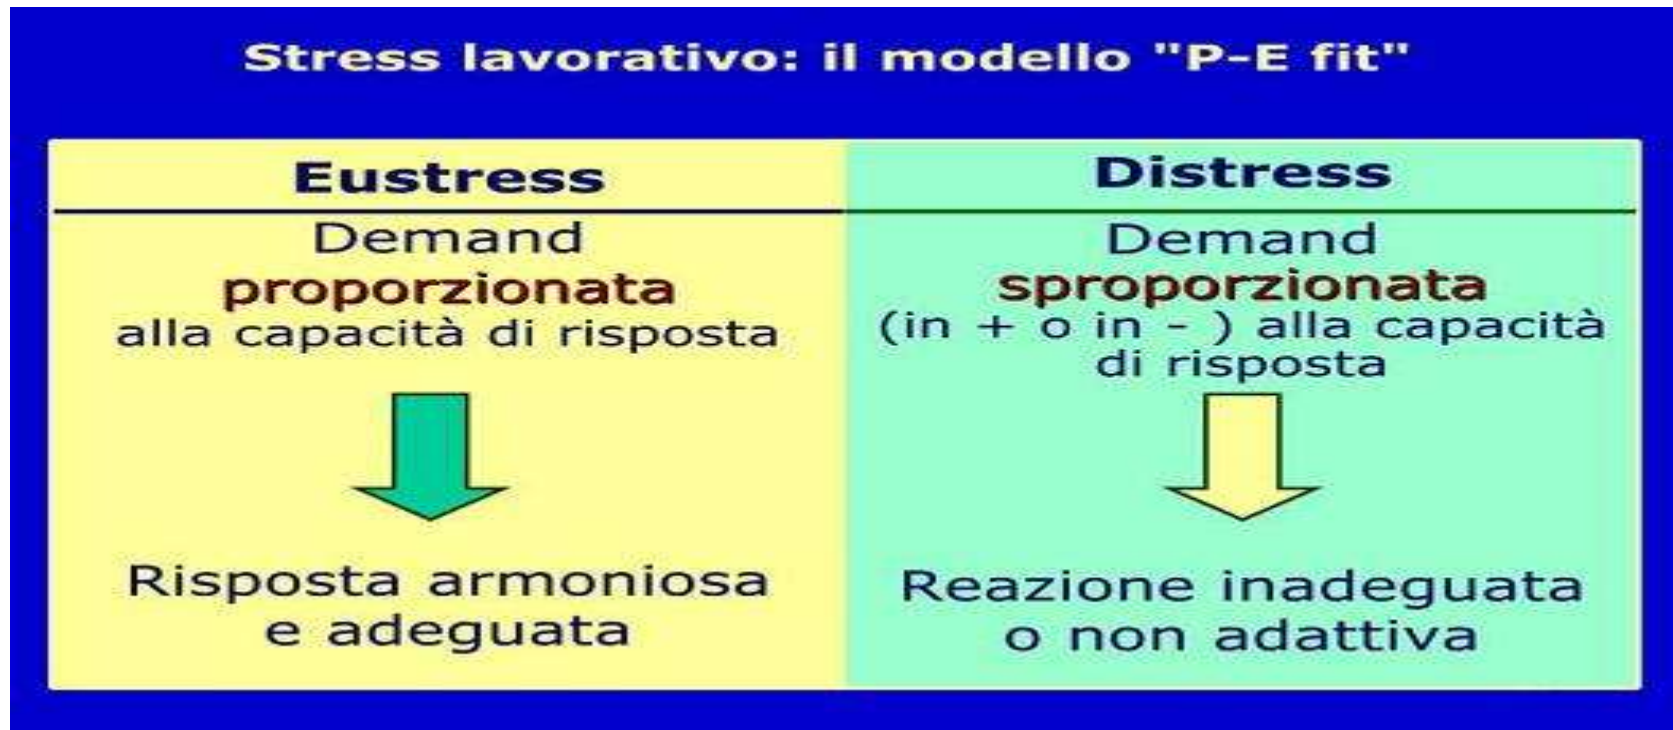 Stress lavorativo: il modello "P-E fit"
Eustress
Demand
proporzionata
alla capacità di risposta
Risposta armoniosa
e adeguata
Distress
Demand
sproporzionata
(in + o in - ) alla capacità
di risposta
Reazione inadeguata
o non adattiva